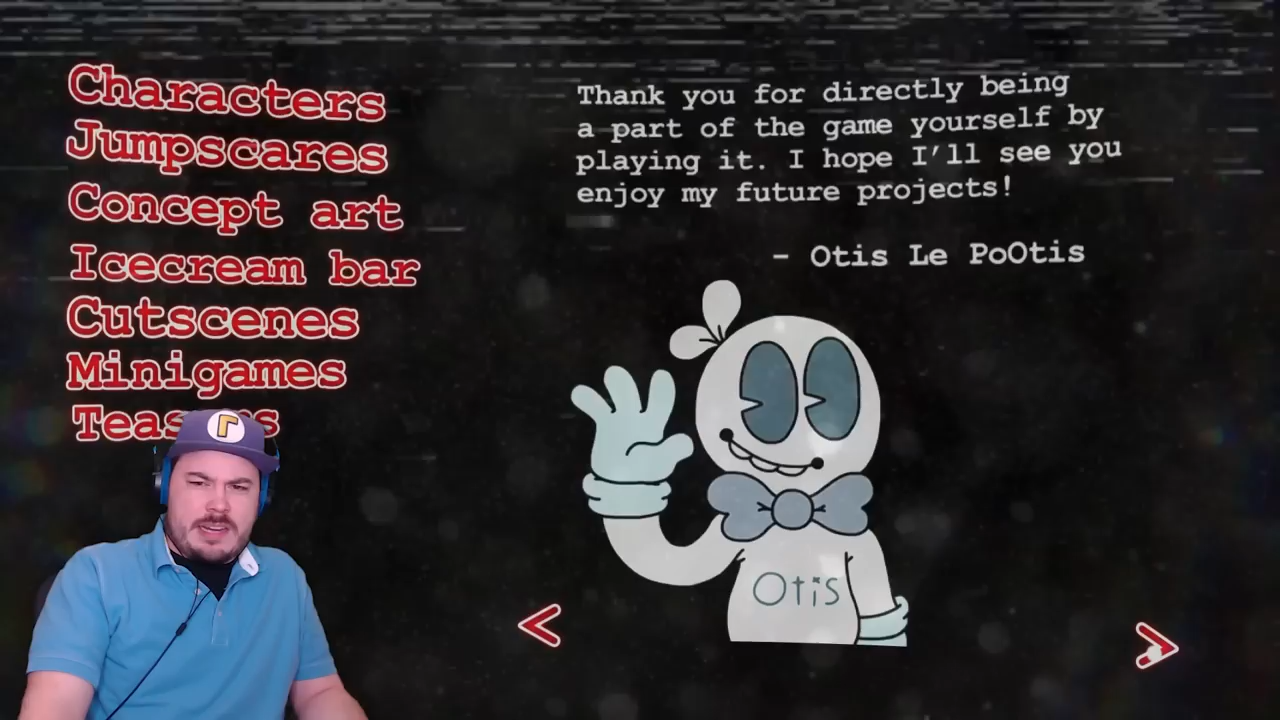 Characters
Jumpscares
Concept art
Icecream bar
Cutscenes
Minigames
Thank you for directly being
a part of the game yourself by
playing it. I hope I'll see you
enjoy my future projects!
- Otis Le PoOtis
Otis